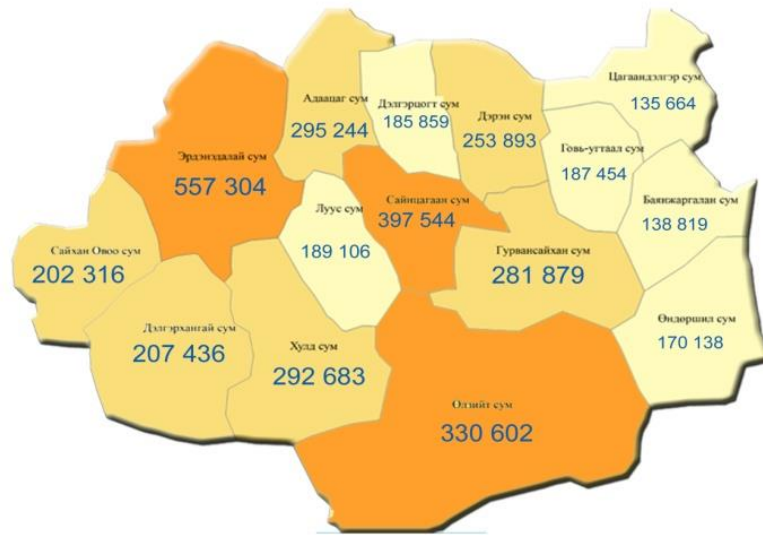 Цагаандэлгэр сум
135 664
Адаацаг сум
295 244
Дэлгэрцогт сум
185 859
Дэрэн сум
253 893
Говь-угтаал сум
187 454
Эрдэнэдалай сум
557 304
Сайнцагаан сум
397 544
Баянжаргалан сум
138 819
Луус сум
189 106
Сайхан Овоо сум
202 316
Гурвансайхан сум
281 879
Өндөршил сум
170 138
Дэлгэрхангай сум
207 436
Хулд сум
292 683
Өлзийт сум
330 602